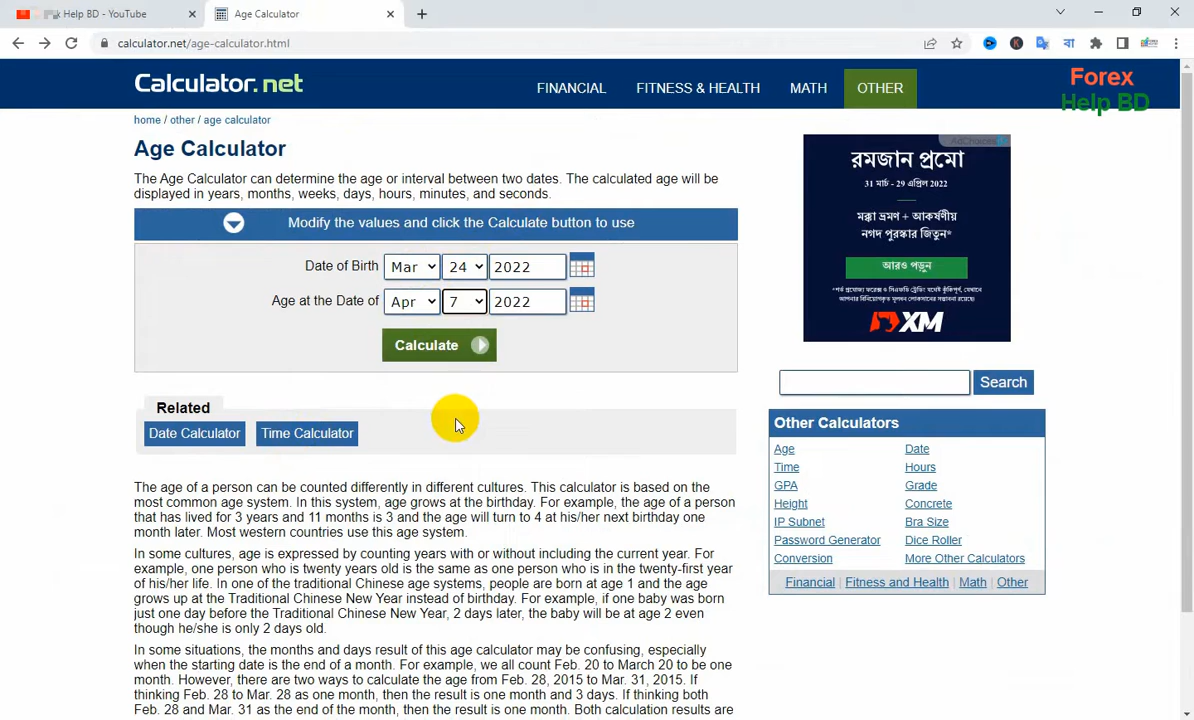 Help BD - YouTube
Age Calculator
calculator.net/age-calculator.html
Calculator.net
FINANCIAL
FITNESS & HEALTH
MATH
OTHER
Forex
Help BD
home / other / age calculator
Age Calculator
The Age Calculator can determine the age or interval between two dates. The calculated age will be
displayed in years, months, weeks, days, hours, minutes, and seconds.
Modify the values and click the Calculate button to use
Date of Birth Mar 24 2022
Age at the Date of Apr 7 2022
Calculate
Related
Date Calculator Time Calculator
The age of a person can be counted differently in different cultures. This calculator is based on the
most common age system. In this system, age grows at the birthday. For example, the age of a person
that has lived for 3 years and 11 months is 3 and the age will turn to 4 at his/her next birthday one
month later. Most western countries use this age system.
In some cultures, age is expressed by counting years with or without including the current year. For
example, one person who is twenty years old is the same as one person who is in the twenty-first year
of his/her life. In one of the traditional Chinese age systems, people are born at age 1 and the age
grows up at the Traditional Chinese New Year instead of birthday. For example, if one baby was born
just one day before the Traditional Chinese New Year, 2 days later, the baby will be at age 2 even
though he/she is only 2 days old.
In some situations, the months and days result of this age calculator may be confusing, especially
when the starting date is the end of a month. For example, we all count Feb. 20 to March 20 to be one
month. However, there are two ways to calculate the age from Feb. 28, 2015 to Mar. 31, 2015. If
thinking Feb. 28 to Mar. 28 as one month, then the result is one month and 3 days. If thinking both
Feb. 28 and Mar. 31 as the end of the month, then the result is one month. Both calculation results are
AdChoices
রমজান প্রমো
31 মার্চ - 29 এপ্রিল 2022
মক্কা ভ্রমণ + আকর্ষণীয়
নগদ পুরস্কার জিতুন*
আরও পড়ুন
XM
Search
Other Calculators
Age Date
Time Hours
GPA Grade
Height Concrete
IP Subnet Bra Size
Password Generator Dice Roller
Conversion More Other Calculators
Financial Fitness and Health Math Other